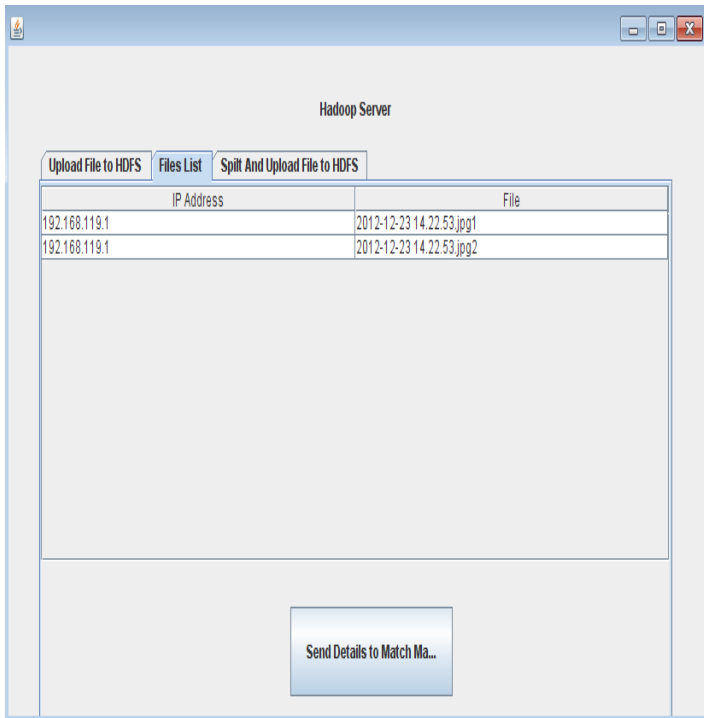 Hadoop Server
Upload File to HDFS Files List Spilt And Upload File to HDFS
IP Address File
192.168.119.1 2012-12-23 14.22.53.jpg1
192.168.119.1 2012-12-23 14.22.53.jpg2
Send Details to Match Ma...